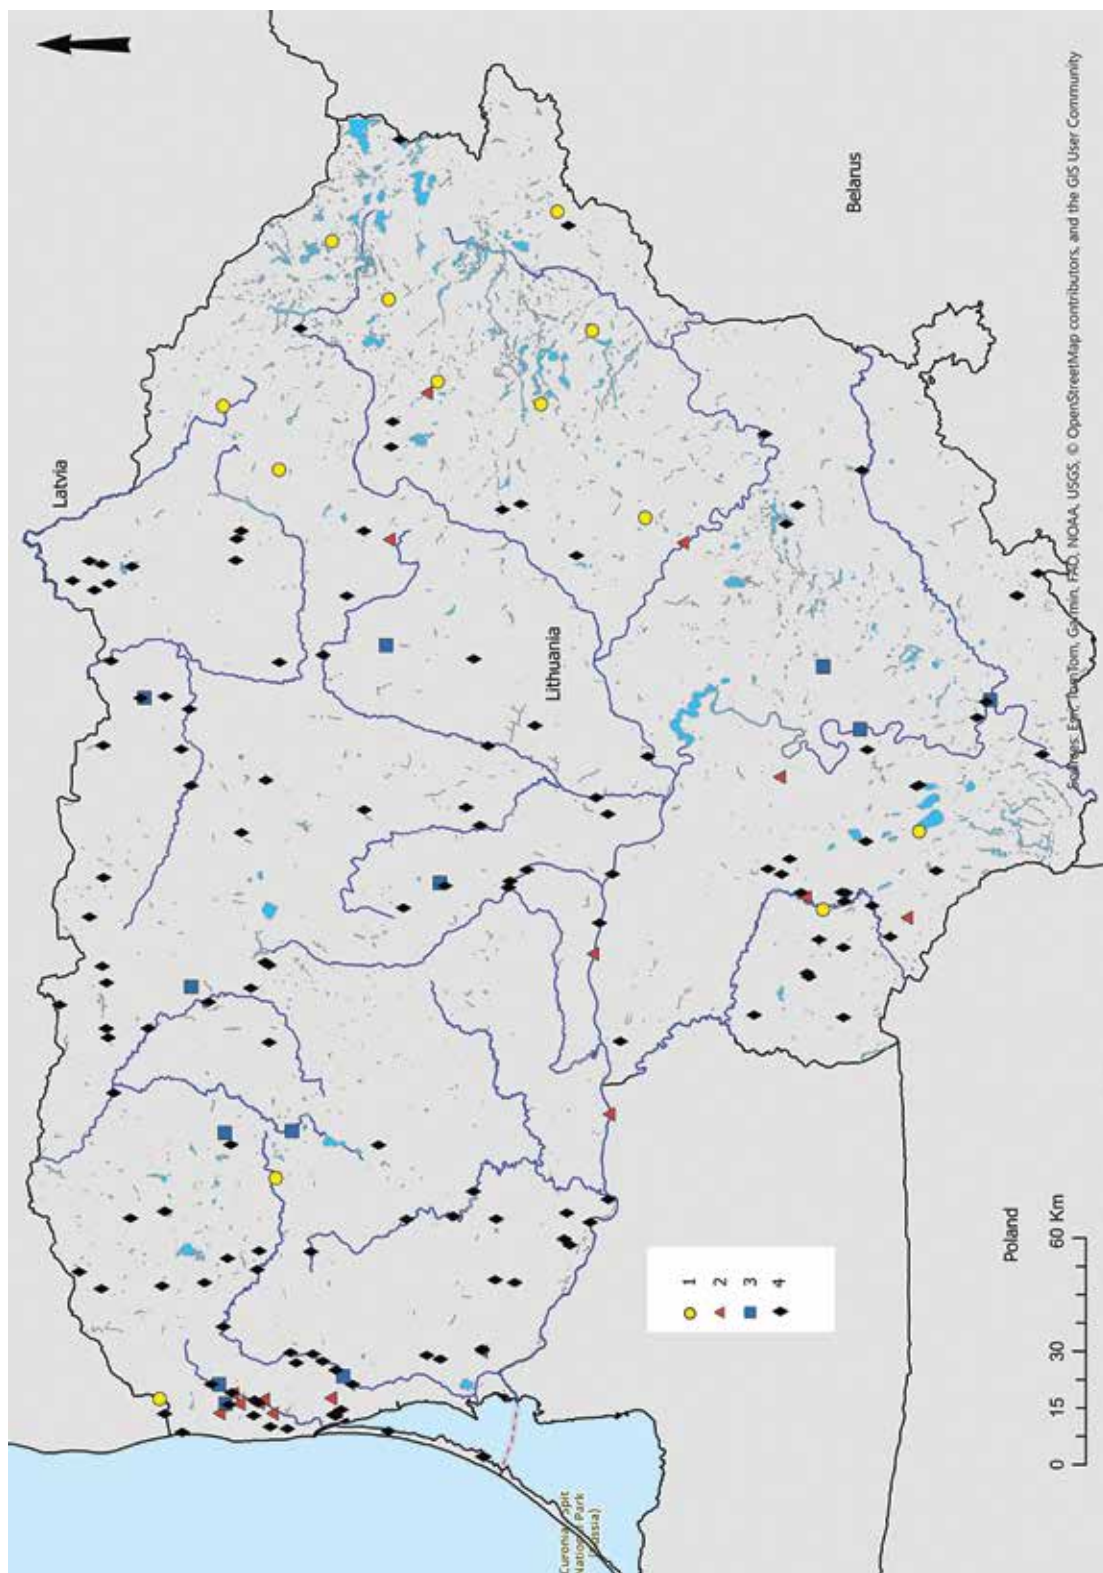 Latvia
Lithuania
Belarus
Curonian Spit
National Park
(Russia)
Poland
1
2
3
4
0 15 30 60 Km
Sources: Esri, TomTom, Garmin, FAO, NOAA, USGS, © OpenStreetMap contributors, and the GIS User Community